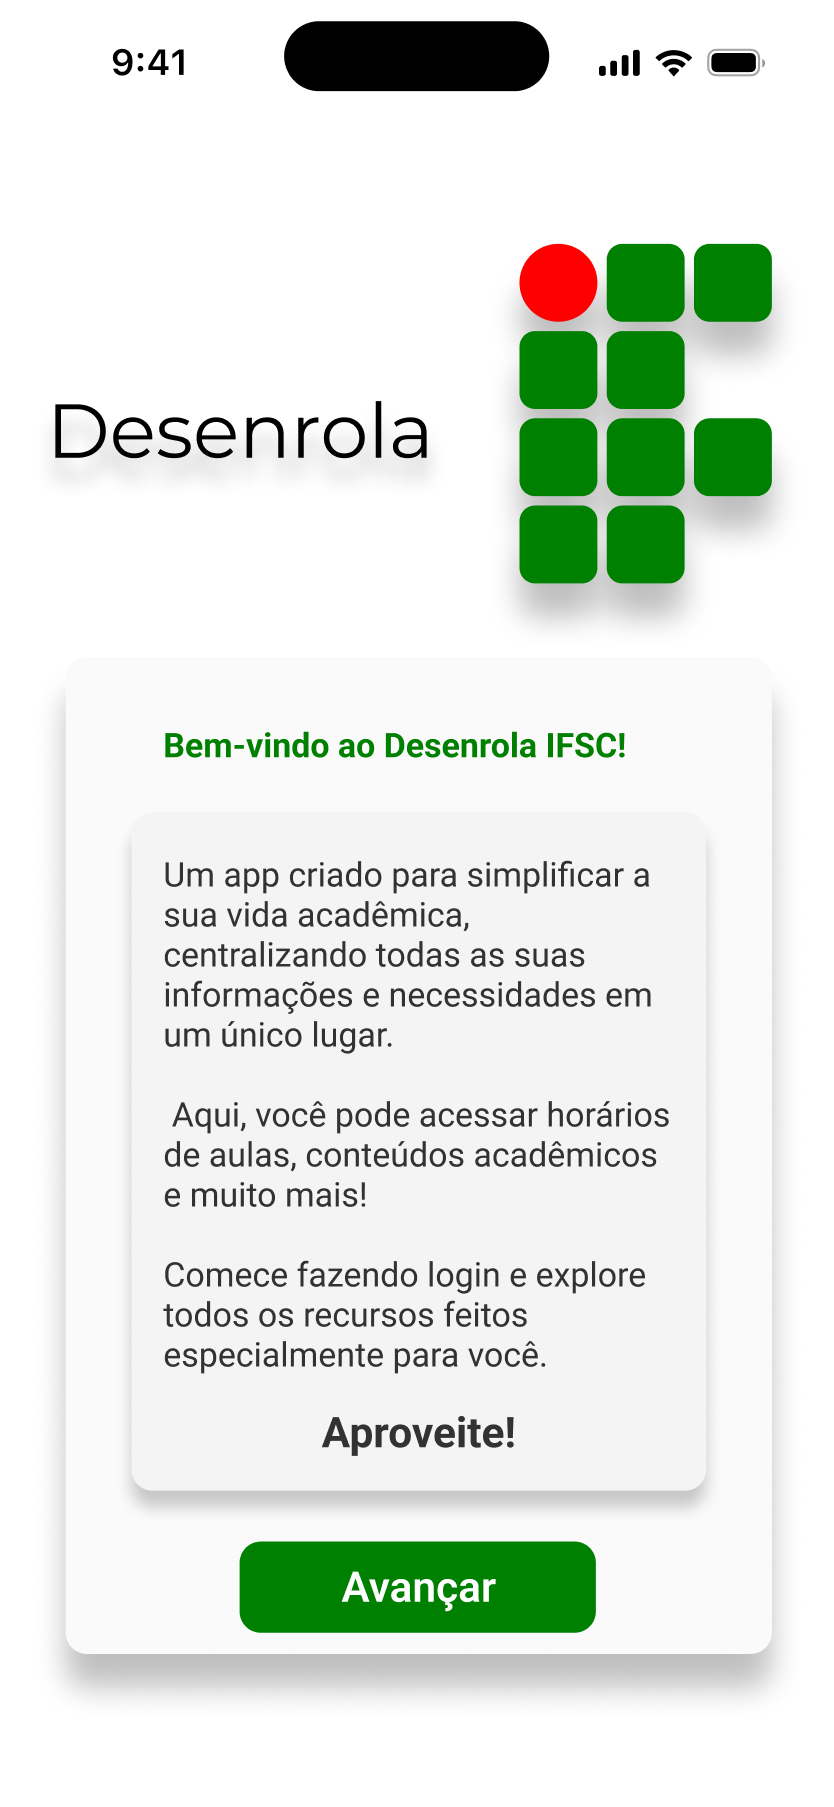 9:41
Desenrola
Bem-vindo ao Desenrola IFSC!
Um app criado para simplificar a
sua vida acadêmica,
centralizando todas as suas
informações e necessidades em
um único lugar.
Aqui, você pode acessar horários
de aulas, conteúdos acadêmicos
e muito mais!
Comece fazendo login e explore
todos os recursos feitos
especialmente para você.
Aproveite!
Avançar